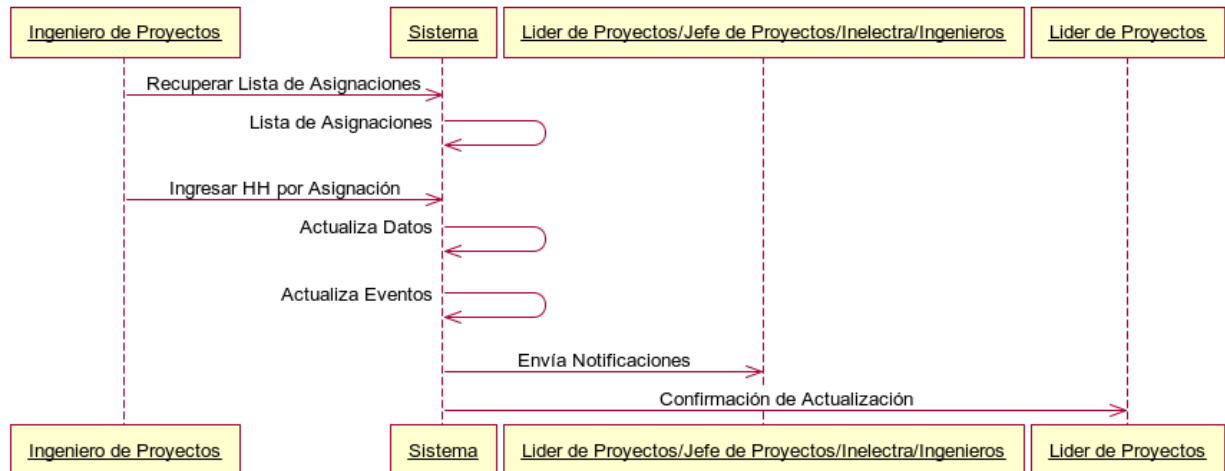 Ingeniero de Proyectos
Sistema
Lider de Proyectos/Jefe de Proyectos/Inelectra/Ingenieros
Lider de Proyectos
Recuperar Lista de Asignaciones
Lista de Asignaciones
Ingresar HH por Asignación
Actualiza Datos
Actualiza Eventos
Envía Notificaciones
Confirmación de Actualización
Ingeniero de Proyectos
Sistema
Lider de Proyectos/Jefe de Proyectos/Inelectra/Ingenieros
Lider de Proyectos